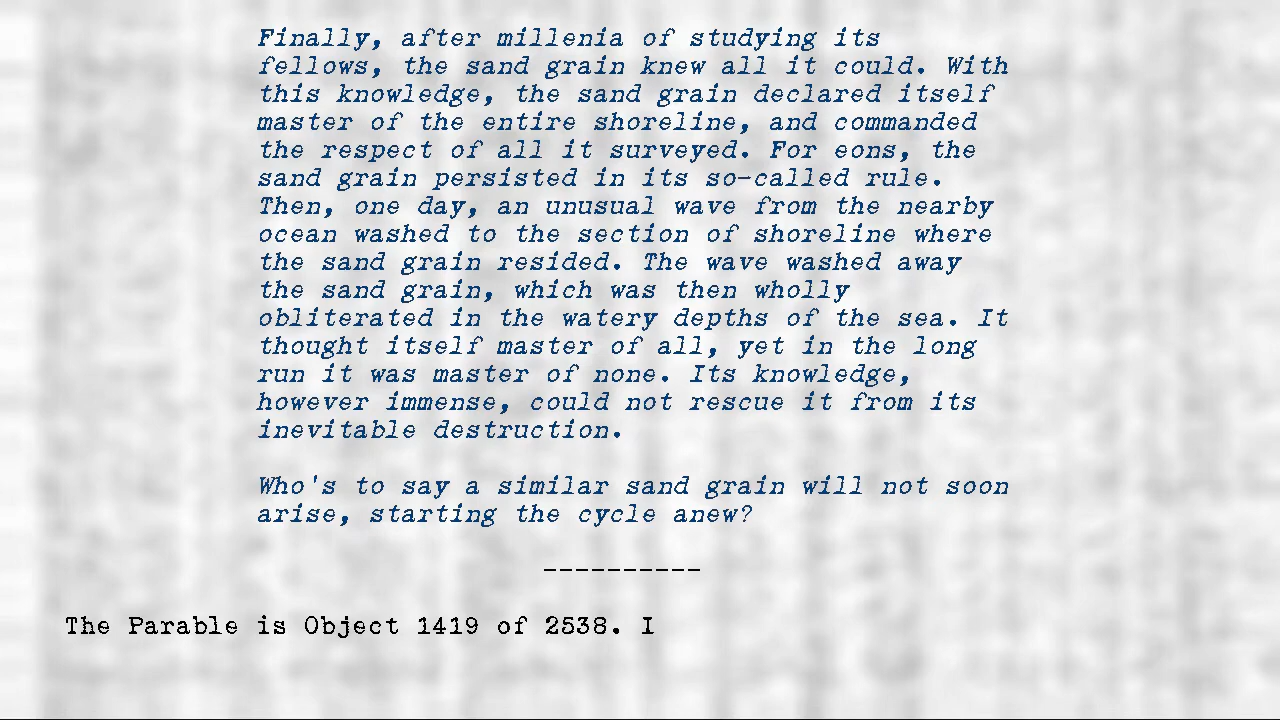 Finally, after millenia of studying its
fellows, the sand grain knew all it could. With
this knowledge, the sand grain declared itself
master of the entire shoreline, and commanded
the respect of all it surveyed. For eons, the
sand grain persisted in its so-called rule.
Then, one day, an unusual wave from the nearby
ocean washed to the section of shoreline where
the sand grain resided. The wave washed away
the sand grain, which was then wholly
obliterated in the watery depths of the sea. It
thought itself master of all, yet in the long
run it was master of none. Its knowledge,
however immense, could not rescue it from its
inevitable destruction.
Who's to say a similar sand grain will not soon
arise, starting the cycle anew?
----------
The Parable is Object 1419 of 2538. I